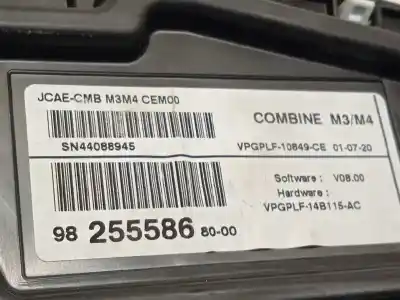 JCAE-CMB M3M4 CEM00
COMBINE M3/M4
SN44088945
VPGPLF-10849-CE 01-07-20
Software : V08.00
Hardware :
VPGPLF-14B115-AC
98 255586 80-00